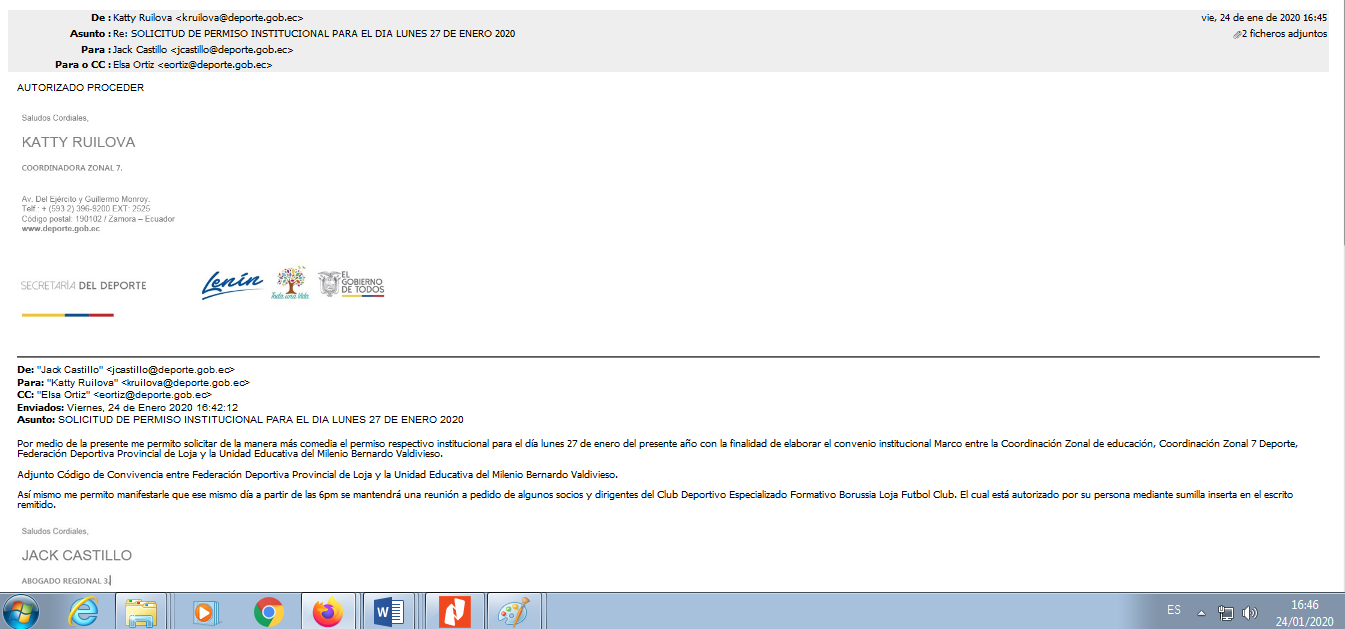 De : Katty Ruilova <kruilova@deporte.gob.ec>
vie, 24 de ene de 2020 16:45
Asunto : Re: SOLICITUD DE PERMISO INSTITUCIONAL PARA EL DIA LUNES 27 DE ENERO 2020
2 ficheros adjuntos
Para : Jack Castillo <jcastillo@deporte.gob.ec>
Para o CC : Elsa Ortiz <eortiz@deporte.gob.ec>
AUTORIZADO PROCEDER
Saludos Cordiales,
KATTY RUILOVA
COORDINADORA ZONAL 7.
Av. Del Ejército y Guillermo Monroy.
Telf : + (593 2) 396-9200 EXT: 2525
Código postal: 190102 / Zamora – Ecuador
www.deporte.gob.ec
SECRETARÍA DEL DEPORTE
Lenín
Toda una Vida
EL
GOBIERNO
DE TODOS
De: "Jack Castillo" <jcastillo@deporte.gob.ec>
Para: "Katty Ruilova" <kruilova@deporte.gob.ec>
CC: "Elsa Ortiz" <eortiz@deporte.gob.ec>
Enviados: Viernes, 24 de Enero 2020 16:42:12
Asunto: SOLICITUD DE PERMISO INSTITUCIONAL PARA EL DIA LUNES 27 DE ENERO 2020
Por medio de la presente me permito solicitar de la manera más comedia el permiso respectivo institucional para el día lunes 27 de enero del presente año con la finalidad de elaborar el convenio institucional Marco entre la Coordinación Zonal de educación, Coordinación Zonal 7 Deporte,
Federación Deportiva Provincial de Loja y la Unidad Educativa del Milenio Bernardo Valdivieso.
Adjunto Código de Convivencia entre Federación Deportiva Provincial de Loja y la Unidad Educativa del Milenio Bernardo Valdivieso.
Así mismo me permito manifestarle que ese mismo día a partir de las 6pm se mantendrá una reunión a pedido de algunos socios y dirigentes del Club Deportivo Especializado Formativo Borussia Loja Futbol Club. El cual está autorizado por su persona mediante sumilla inserta en el escrito
remitido.
Saludos Cordiales,
JACK CASTILLO
ABOGADO REGIONAL 3.
ES
16:46
24/01/2020